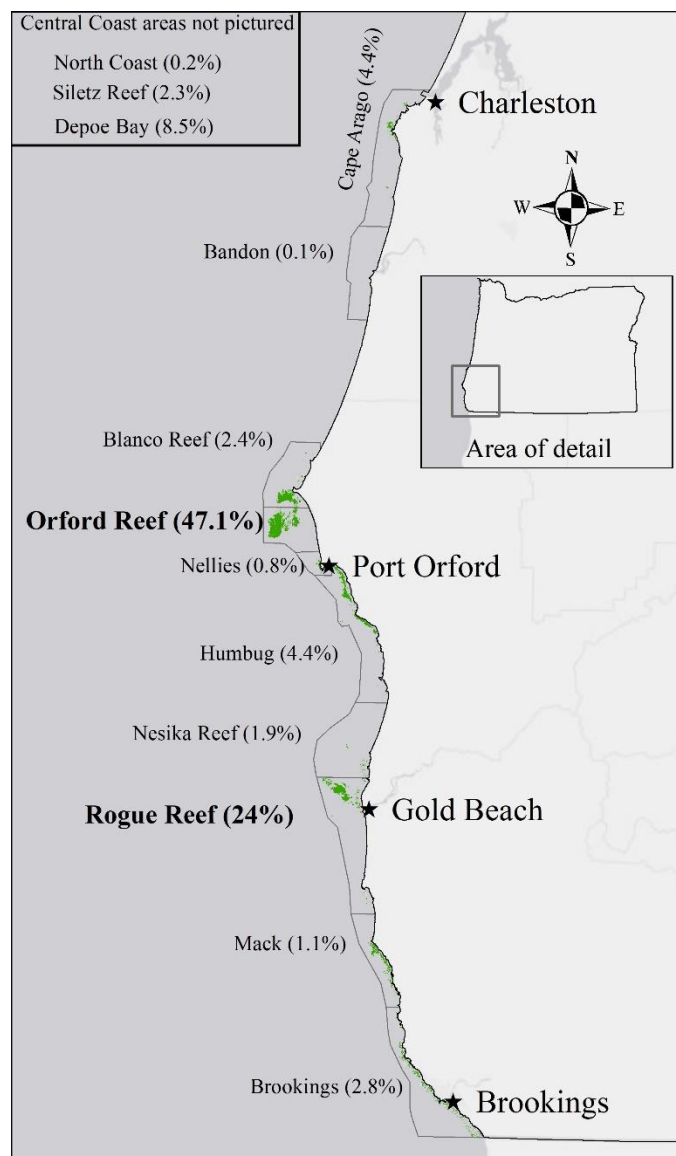 Central Coast areas not pictured
North Coast (0.2%)
Siletz Reef (2.3%)
Depoe Bay (8.5%)
Cape Arago (4.4%)
Charleston
N
W E
S
Bandon (0.1%)
Area of detail
Blanco Reef (2.4%)
Orford Reef (47.1%)
Nellies (0.8%)
Port Orford
Humbug (4.4%)
Nesika Reef (1.9%)
Rogue Reef (24%)
Gold Beach
Mack (1.1%)
Brookings (2.8%)
Brookings